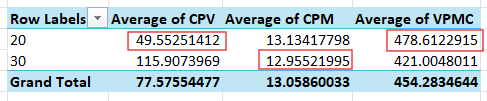 Row Labels Average of CPV Average of CPM Average of VPMC
20 49.55251412 13.13417798 478.6122915
30 115.9073969 12.95521995 421.0048011
Grand Total 77.57554477 13.05860033 454.2834644